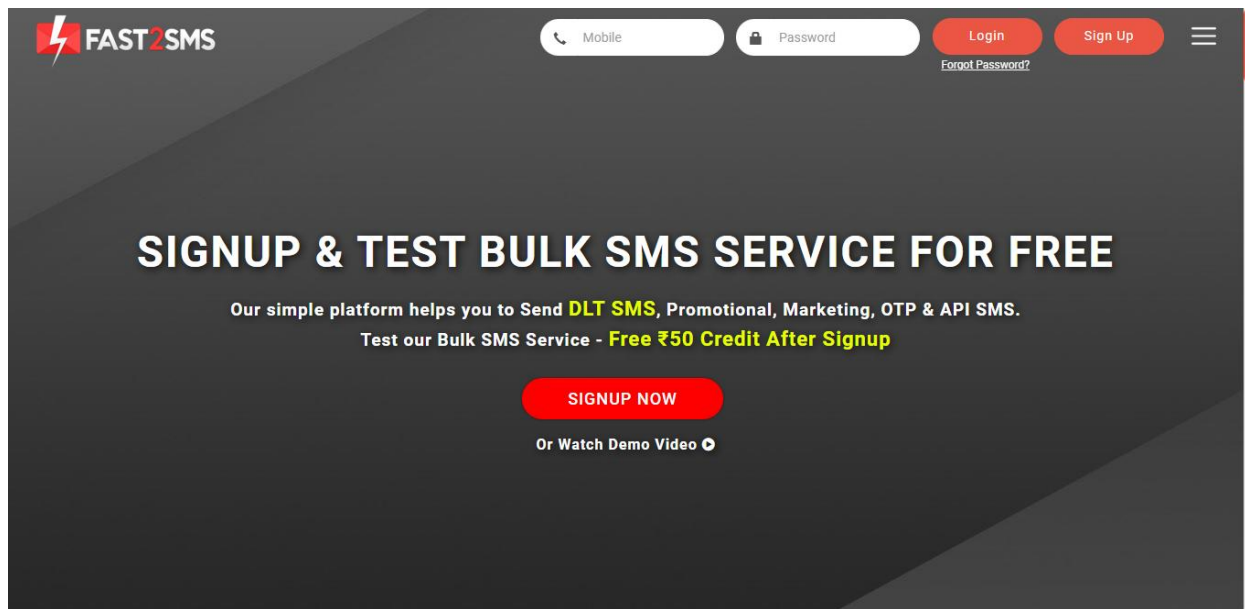 FAST2SMS
Mobile
Password
Login
Sign Up
Forgot Password?
SIGNUP & TEST BULK SMS SERVICE FOR FREE
Our simple platform helps you to Send DLT SMS, Promotional, Marketing, OTP & API SMS.
Test our Bulk SMS Service - Free ₹50 Credit After Signup
SIGNUP NOW
Or Watch Demo Video